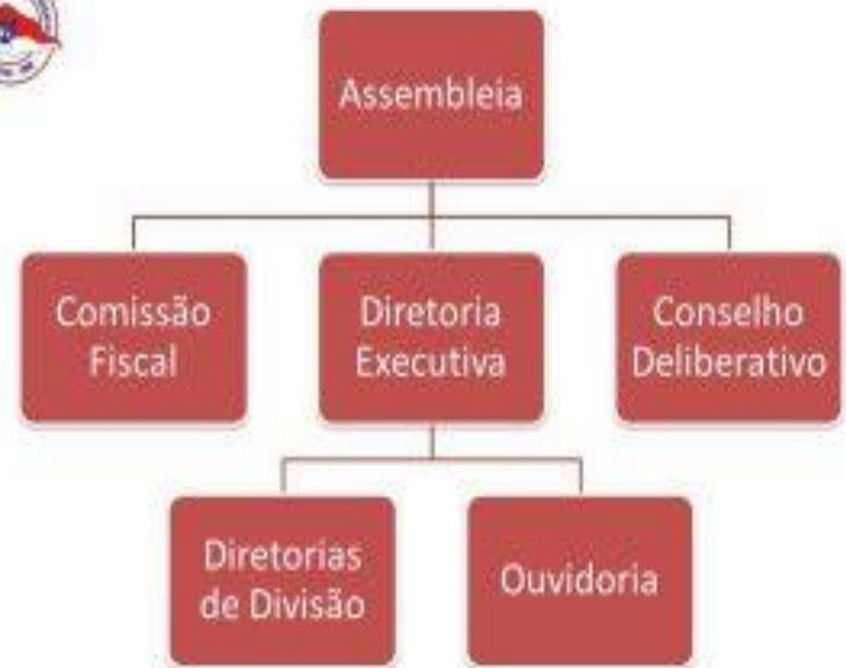 Assembleia
Comissão
Fiscal
Diretoria
Executiva
Conselho
Deliberativo
Diretorias
de Divisão
Ouvidoria